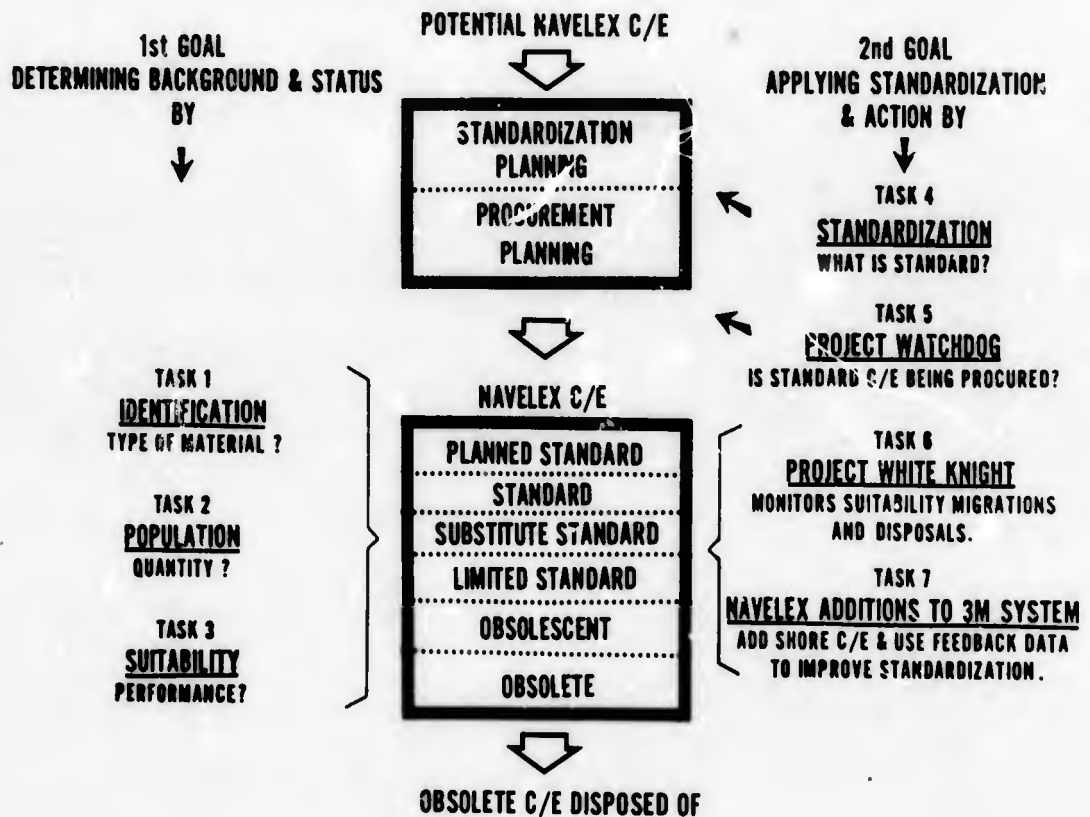 1st GOAL
DETERMINING BACKGROUND & STATUS
BY
POTENTIAL NAVELEX C/E
STANDARDIZATION
PLANNING
PROCUREMENT
PLANNING
2nd GOAL
APPLYING STANDARDIZATION
& ACTION BY
TASK 4
STANDARDIZATION
WHAT IS STANDARD?
TASK 5
PROJECT WATCHDOG
IS STANDARD C/E BEING PROCURED?
TASK 1
IDENTIFICATION
TYPE OF MATERIAL ?
TASK 2
POPULATION
QUANTITY ?
TASK 3
SUITABILITY
PERFORMANCE?
NAVELEX C/E
PLANNED STANDARD
STANDARD
SUBSTITUTE STANDARD
LIMITED STANDARD
OBSOLESCENT
OBSOLETE
TASK 6
PROJECT WHITE KNIGHT
MONITORS SUITABILITY MIGRATIONS
AND DISPOSALS.
TASK 7
NAVELEX ADDITIONS TO 3M SYSTEM
ADD SHORE C/E & USE FEEDBACK DATA
TO IMPROVE STANDARDIZATION.
OBSOLETE C/E DISPOSED OF